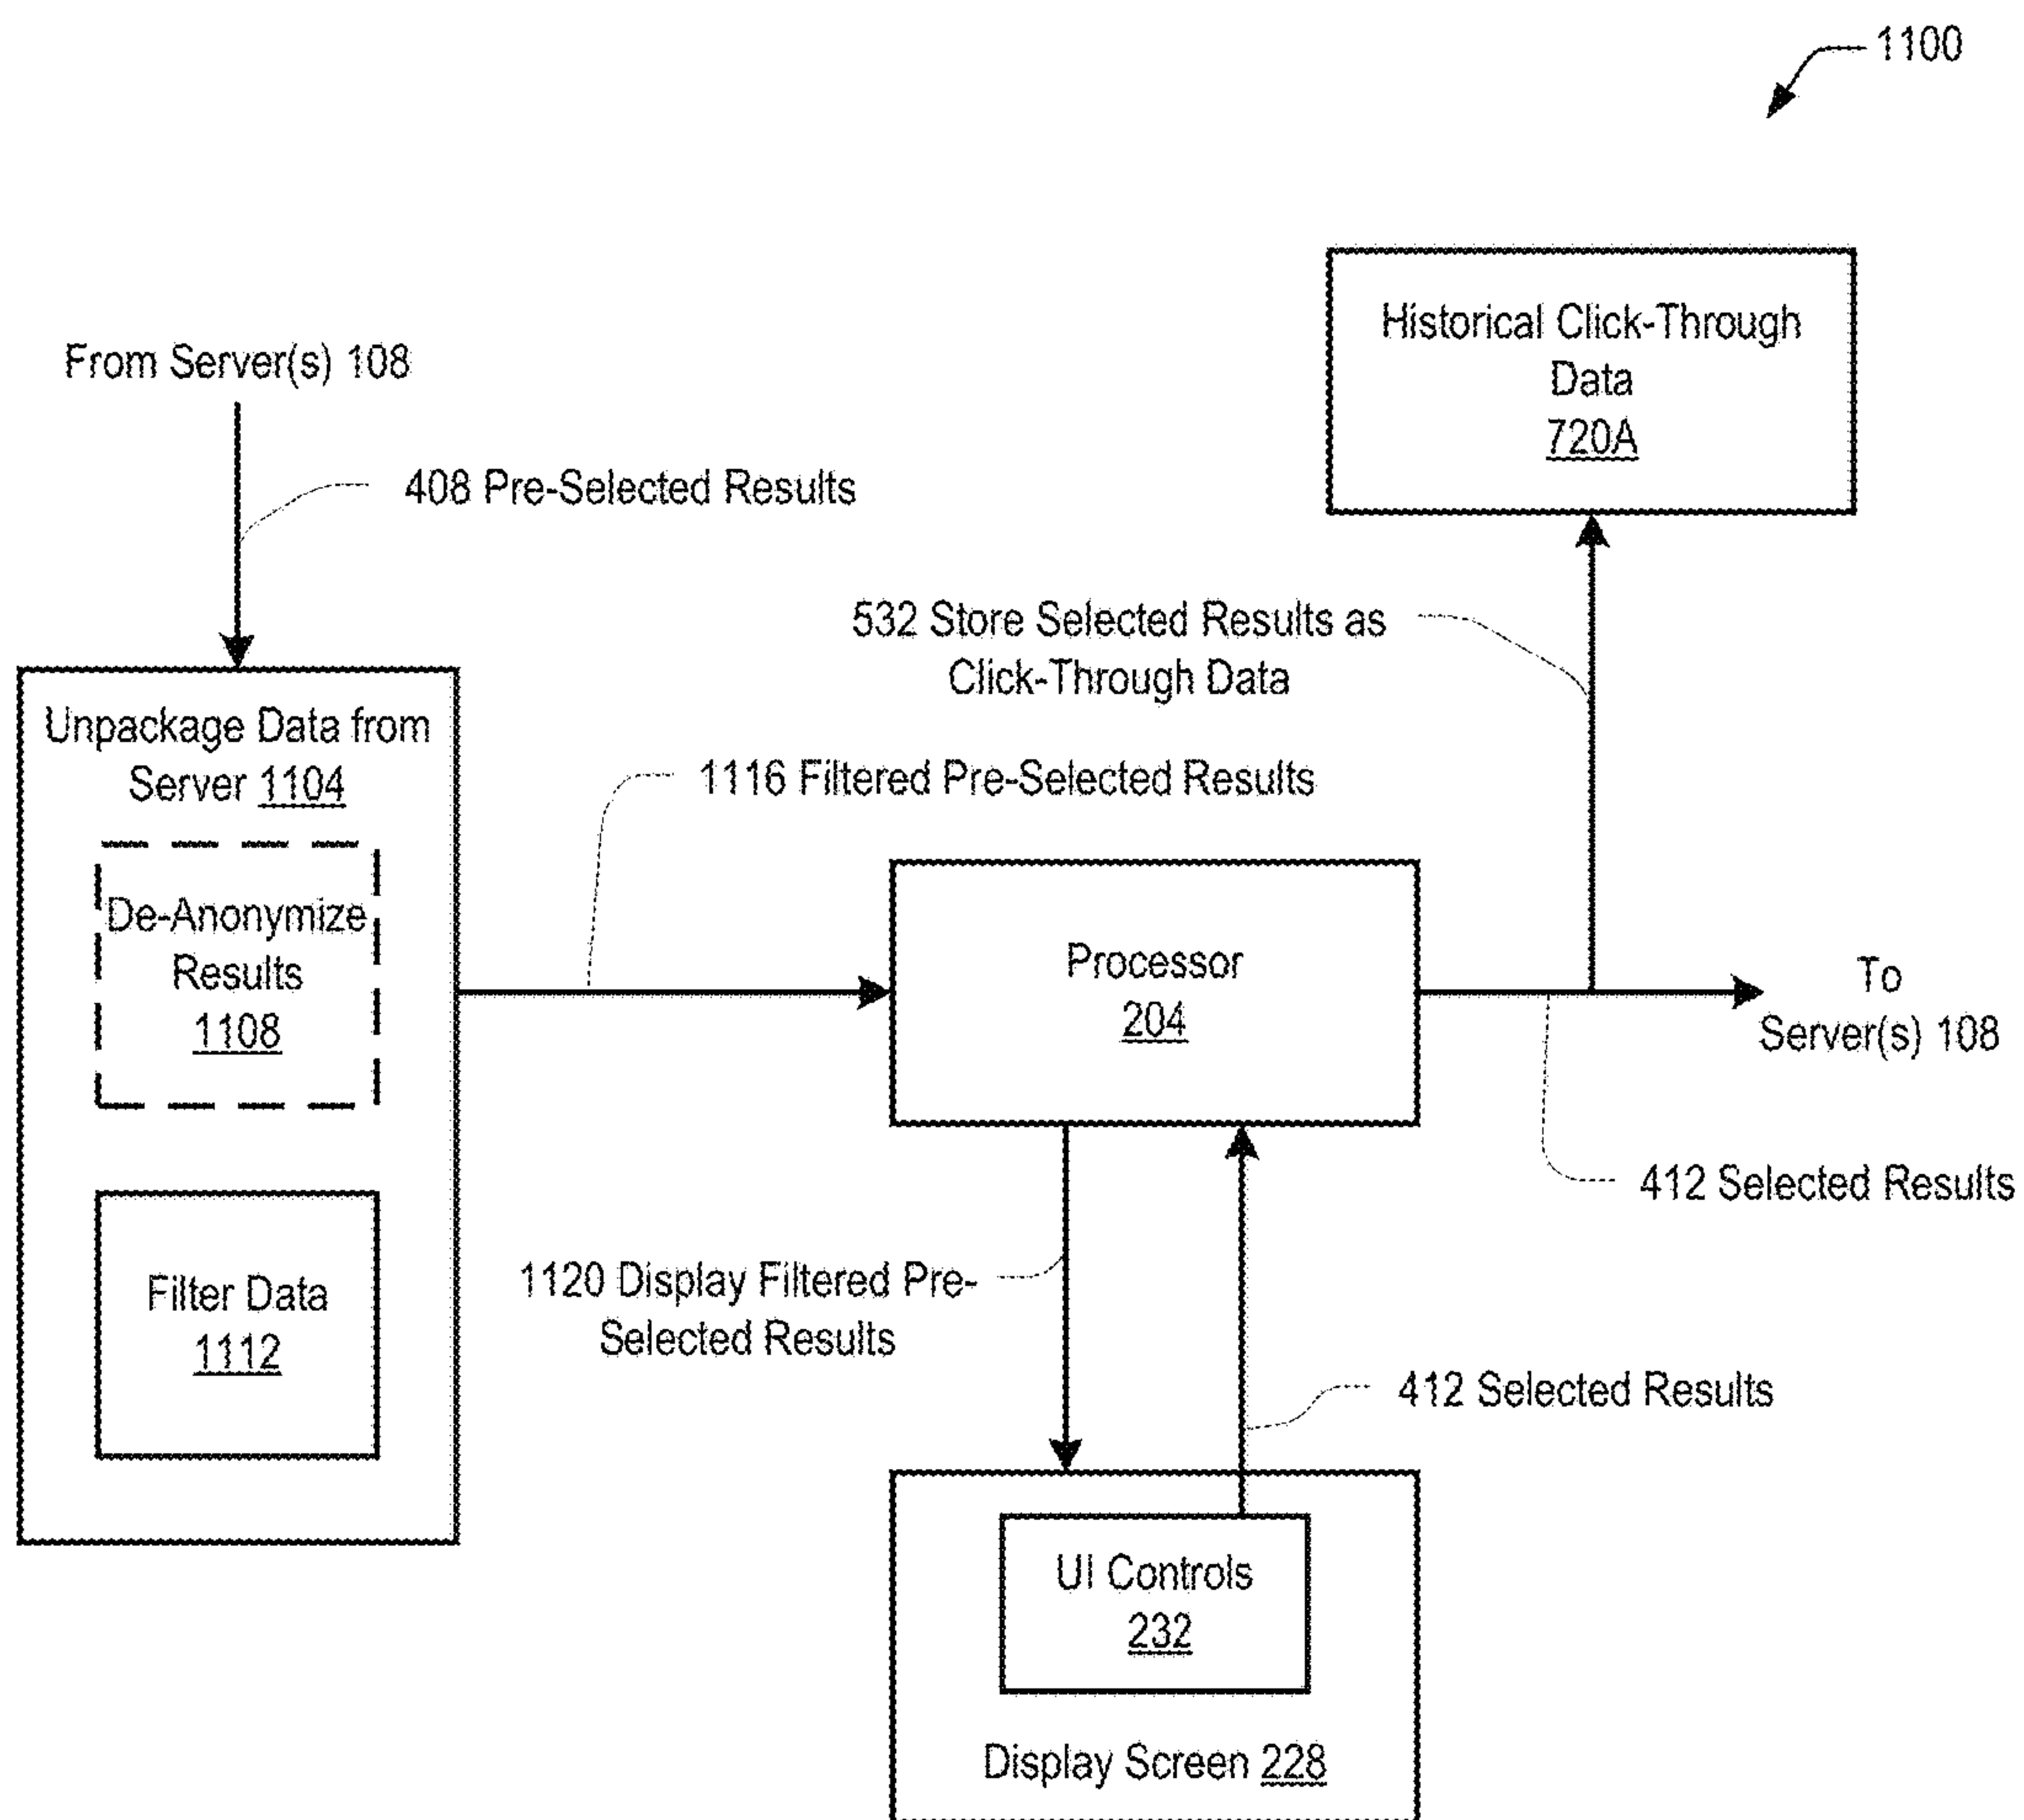 1100
Historical Click-Through
Data
720A
From Server(s) 108
408 Pre-Selected Results
532 Store Selected Results as
Click-Through Data
Unpackage Data from
Server 1104
1116 Filtered Pre-Selected Results
De-Anonymize
Results
1108
Processor
204
To
Server(s) 108
412 Selected Results
Filter Data
1112
1120 Display Filtered Pre-
Selected Results
412 Selected Results
UI Controls
232
Display Screen 228